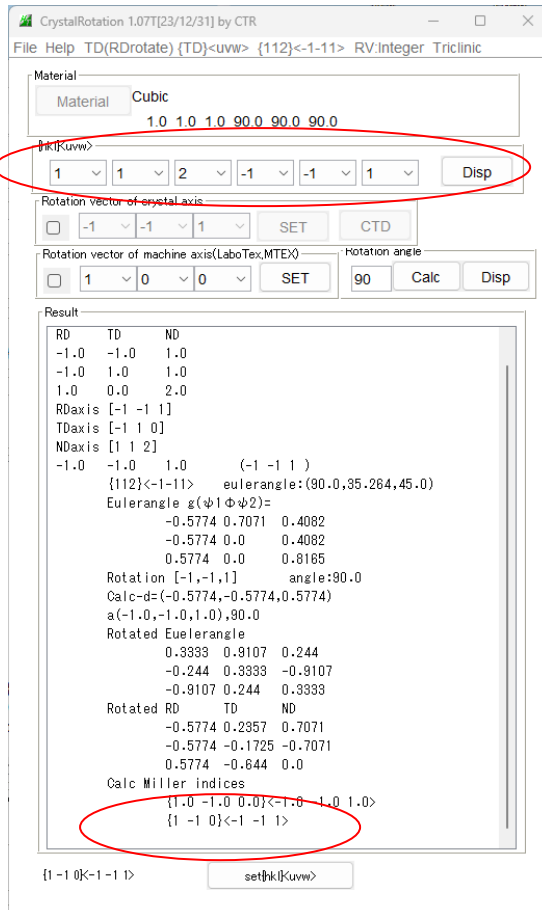 CrystalRotation 1.07T[23/12/31] by CTR
File Help TD(RDrotate) {TD}<uvw> {112}<-1-11> RV:Integer Triclinic
Material
Material Cubic
1.0 1.0 1.0 90.0 90.0 90.0
{hkl}<uvw>
1 1 2 -1 -1 1 Disp
Rotation vector of crystal axis
-1 -1 1 SET CTD
Rotation vector of machine axis(LaboTex,MTEX) Rotation angle
1 0 0 SET 90 Calc Disp
Result
RD TD ND
-1.0 -1.0 1.0
-1.0 1.0 1.0
1.0 0.0 2.0
RDaxis [-1 -1 1]
TDaxis [-1 1 0]
NDaxis [1 1 2]
-1.0 -1.0 1.0 (-1 -1 1 )
{112}<-1-11> eulerangle:(90.0,35.264,45.0)
Eulerangle g(ψ1Φψ2)=
-0.5774 0.7071 0.4082
-0.5774 0.0 0.4082
0.5774 0.0 0.8165
Rotation [-1,-1,1] angle:90.0
Calc-d=(-0.5774,-0.5774,0.5774)
a(-1.0,-1.0,1.0),90.0
Rotated Euelerangle
0.3333 0.9107 0.244
-0.244 0.3333 -0.9107
-0.9107 0.244 0.3333
Rotated RD TD ND
-0.5774 0.2357 0.7071
-0.5774 -0.1725 -0.7071
0.5774 -0.644 0.0
Calc Miller indices
{1.0 -1.0 0.0}<-1.0 -1.0 1.0>
{1 -1 0}<-1 -1 1>
{1 -1 0}<-1 -1 1> set{hkl}<uvw>